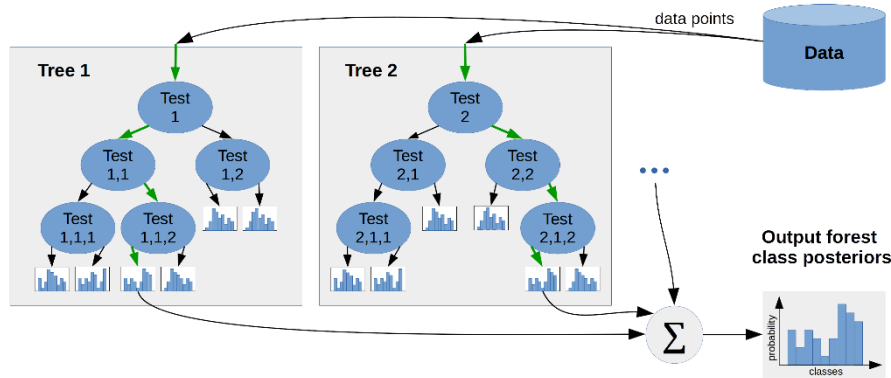 data points
Data
Tree 1
Test
1
Test
1,1
Test
1,2
Test
1,1,1
Test
1,1,2
Tree 2
Test
2
Test
2,1
Test
2,2
Test
2,1,1
Test
2,1,2
...
Σ
Output forest
class posteriors
probability
classes